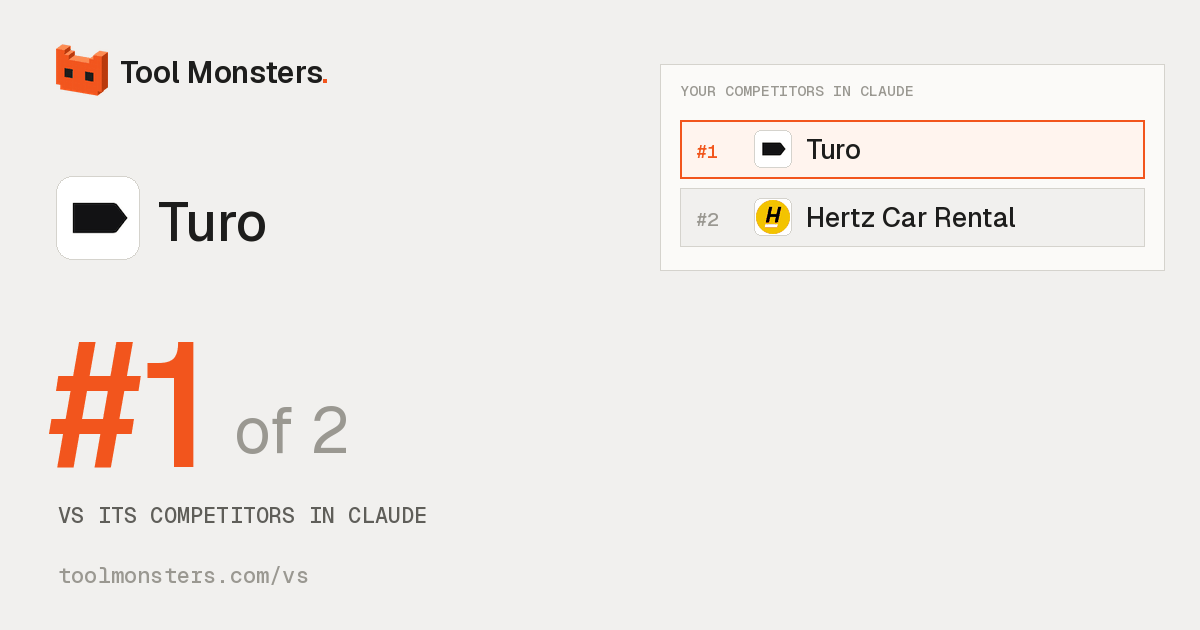 Tool Monsters.
Turo
#1 of 2
VS ITS COMPETITORS IN CLAUDE
toolmonsters.com/vs
YOUR COMPETITORS IN CLAUDE
#1 Turo
#2 H Hertz Car Rental